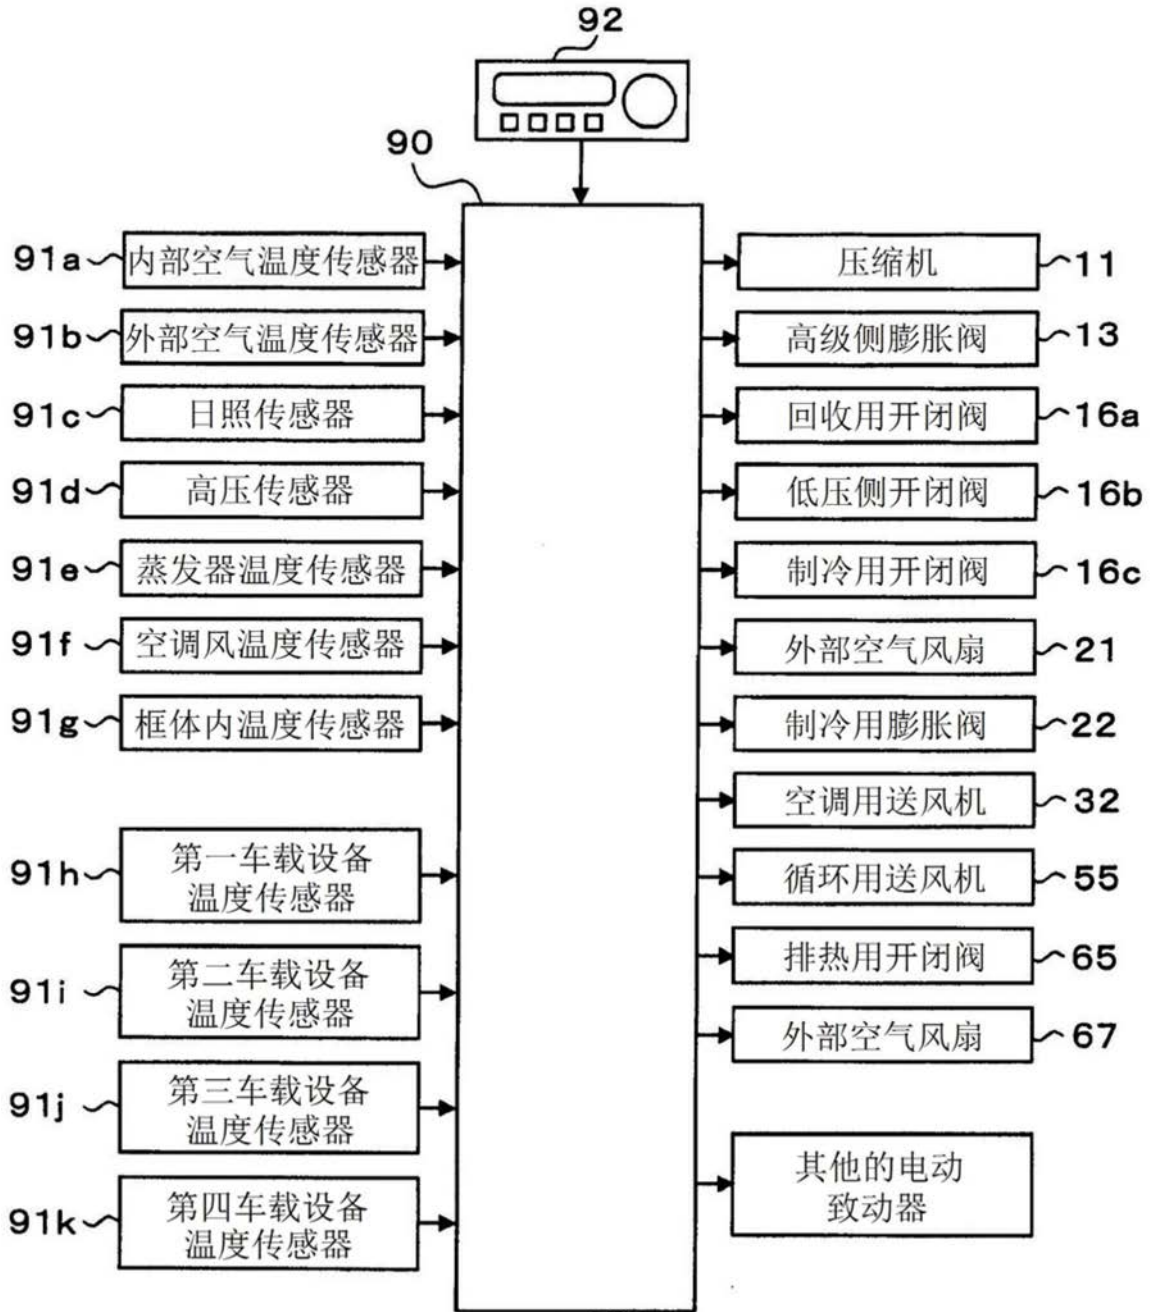 92
90
91a 内部空气温度传感器
91b 外部空气温度传感器
91c 日照传感器
91d 高压传感器
91e 蒸发器温度传感器
91f 空调风温度传感器
91g 框体内温度传感器
91h 第一车载设备
温度传感器
91i 第二车载设备
温度传感器
91j 第三车载设备
温度传感器
91k 第四车载设备
温度传感器
压缩机 11
高级侧膨胀阀 13
回收用开闭阀 16a
低压侧开闭阀 16b
制冷用开闭阀 16c
外部空气风扇 21
制冷用膨胀阀 22
空调用送风机 32
循环用送风机 55
排热用开闭阀 65
外部空气风扇 67
其他的电动
致动器